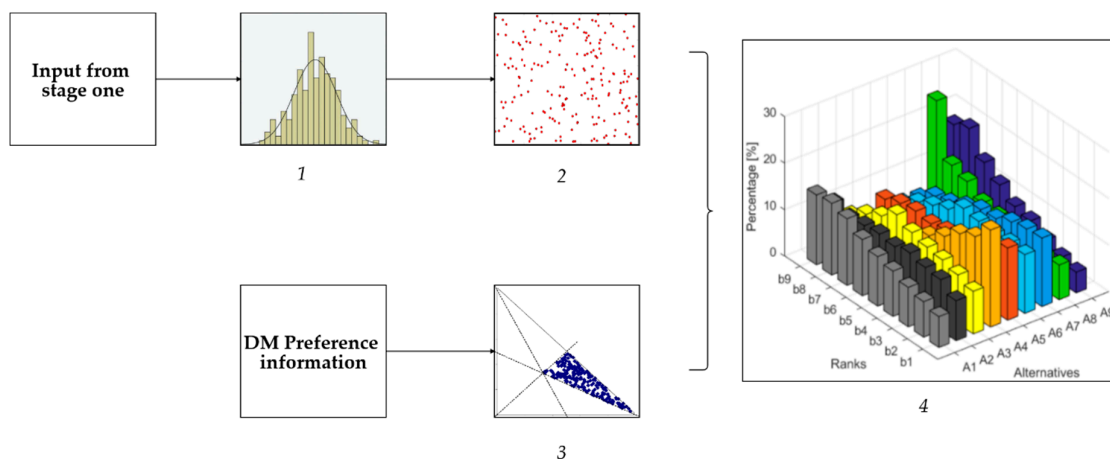 Input from
stage one
1
2
DM Preference
information
3
Percentage [%]
30
20
10
0
b9
b8
b7
b6
b5
b4
b3
b2
b1
Ranks
A1
A2
A3
A4
A5
A6
A7
A8
A9
Alternatives
4